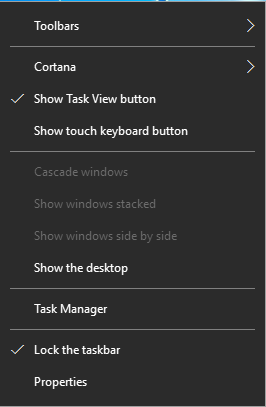 Toolbars
Cortana
Show Task View button
Show touch keyboard button
Cascade windows
Show windows stacked
Show windows side by side
Show the desktop
Task Manager
Lock the taskbar
Properties